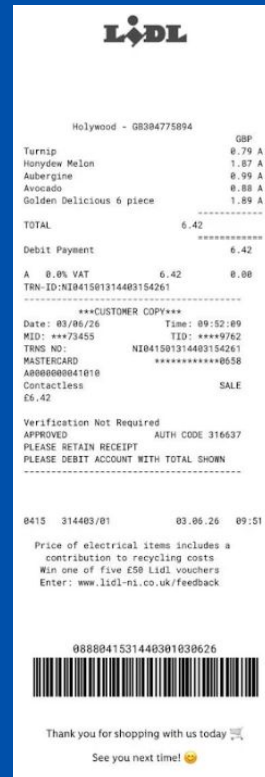 LIDL
Holywood - GB304775894
GBP
Turnip 0.79 A
Honydew Melon 1.87 A
Aubergine 0.99 A
Avocado 0.88 A
Golden Delicious 6 piece 1.89 A
------------
TOTAL 6.42
============
Debit Payment 6.42
A 0.0% VAT 6.42 0.00
TRN-ID:NI041501314403154261
----------------------------------------
***CUSTOMER COPY***
Date: 03/06/26 Time: 09:52:09
MID: ***73455 TID: ****9762
TRNS NO: NI041501314403154261
MASTERCARD ************0658
A0000000041010
Contactless SALE
£6.42
Verification Not Required
APPROVED AUTH CODE 316637
PLEASE RETAIN RECEIPT
PLEASE DEBIT ACCOUNT WITH TOTAL SHOWN
----------------------------------------
0415 314403/01 03.06.26 09:51
Price of electrical items includes a
contribution to recycling costs
Win one of five £50 Lidl vouchers
Enter: www.lidl-ni.co.uk/feedback
0888041531440301030626
Thank you for shopping with us today 🛒
See you next time! 😊